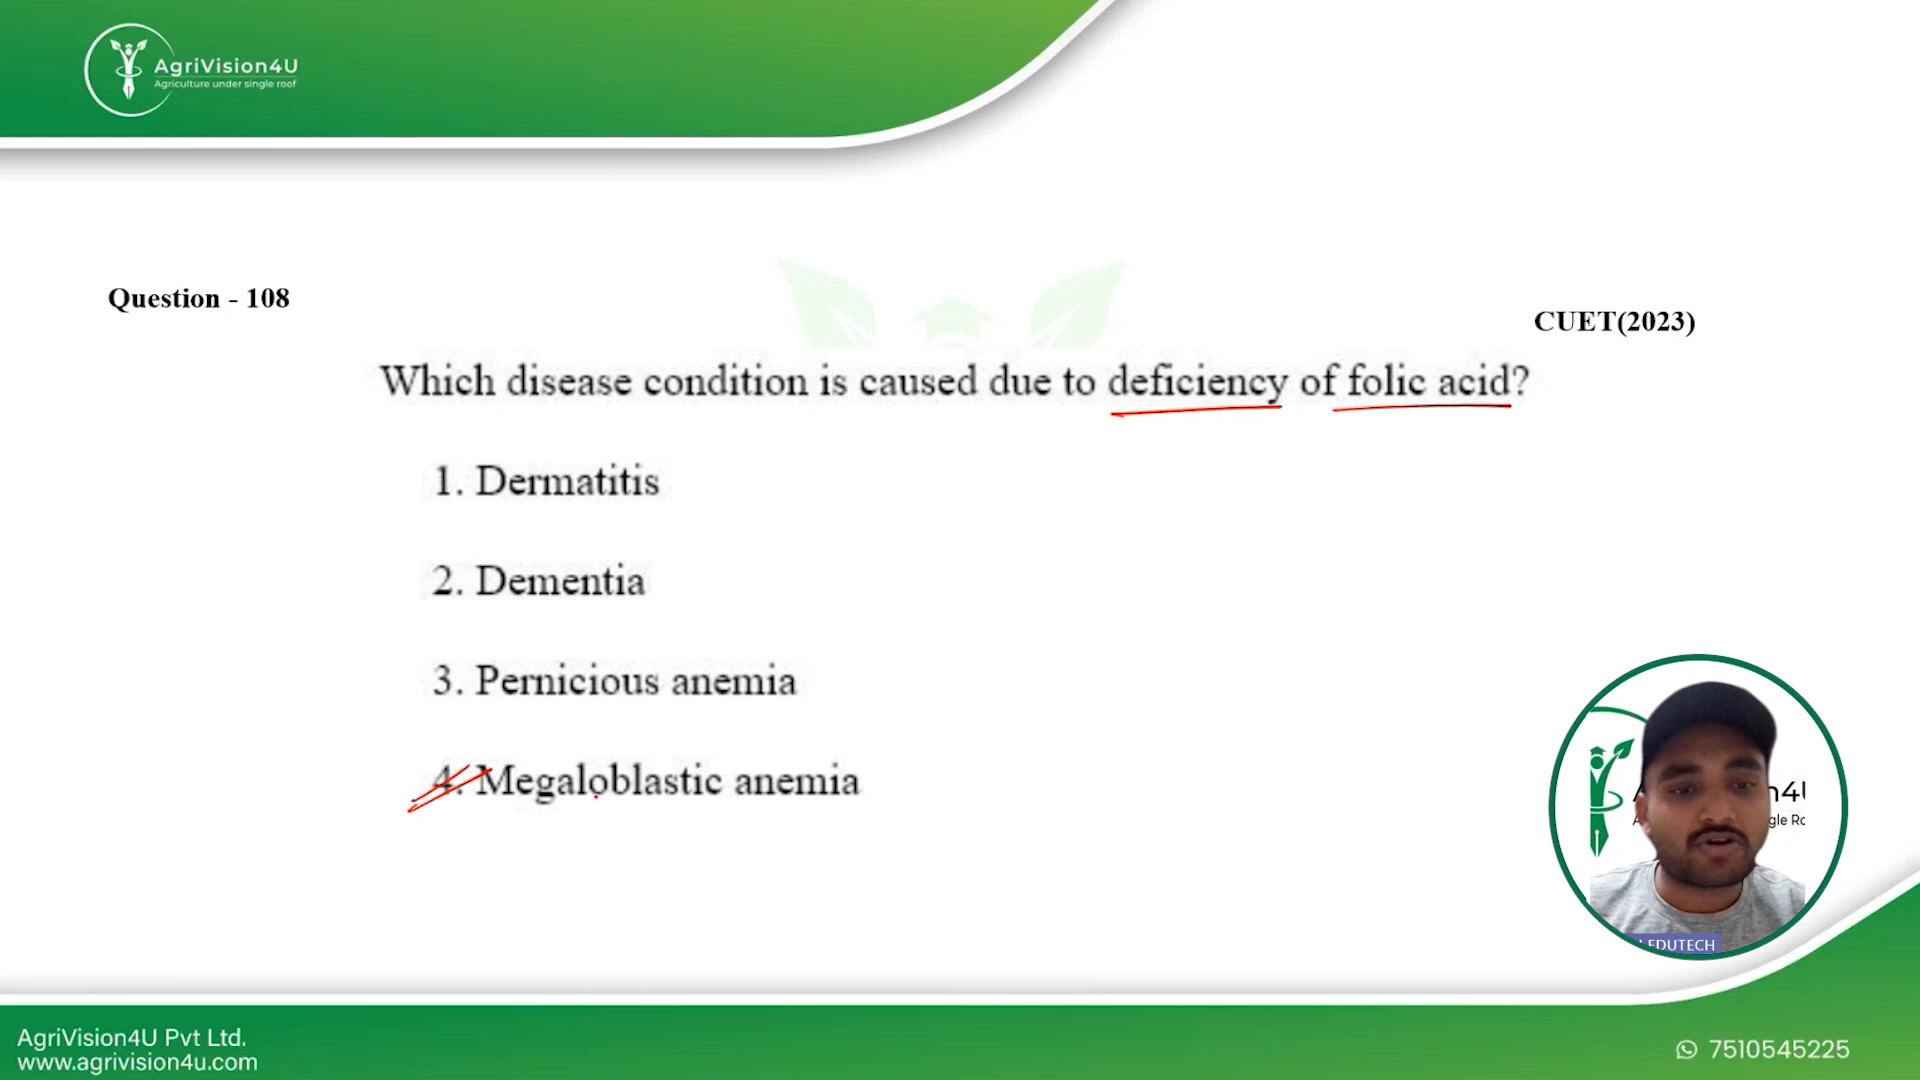 AgriVision4U
Agriculture under single roof
Question - 108
CUET(2023)
Which disease condition is caused due to deficiency of folic acid?
1. Dermatitis
2. Dementia
3. Pernicious anemia
4. Megaloblastic anemia
EDUTECH
AgriVision4U Pvt Ltd.
www.agrivision4u.com
7510545225